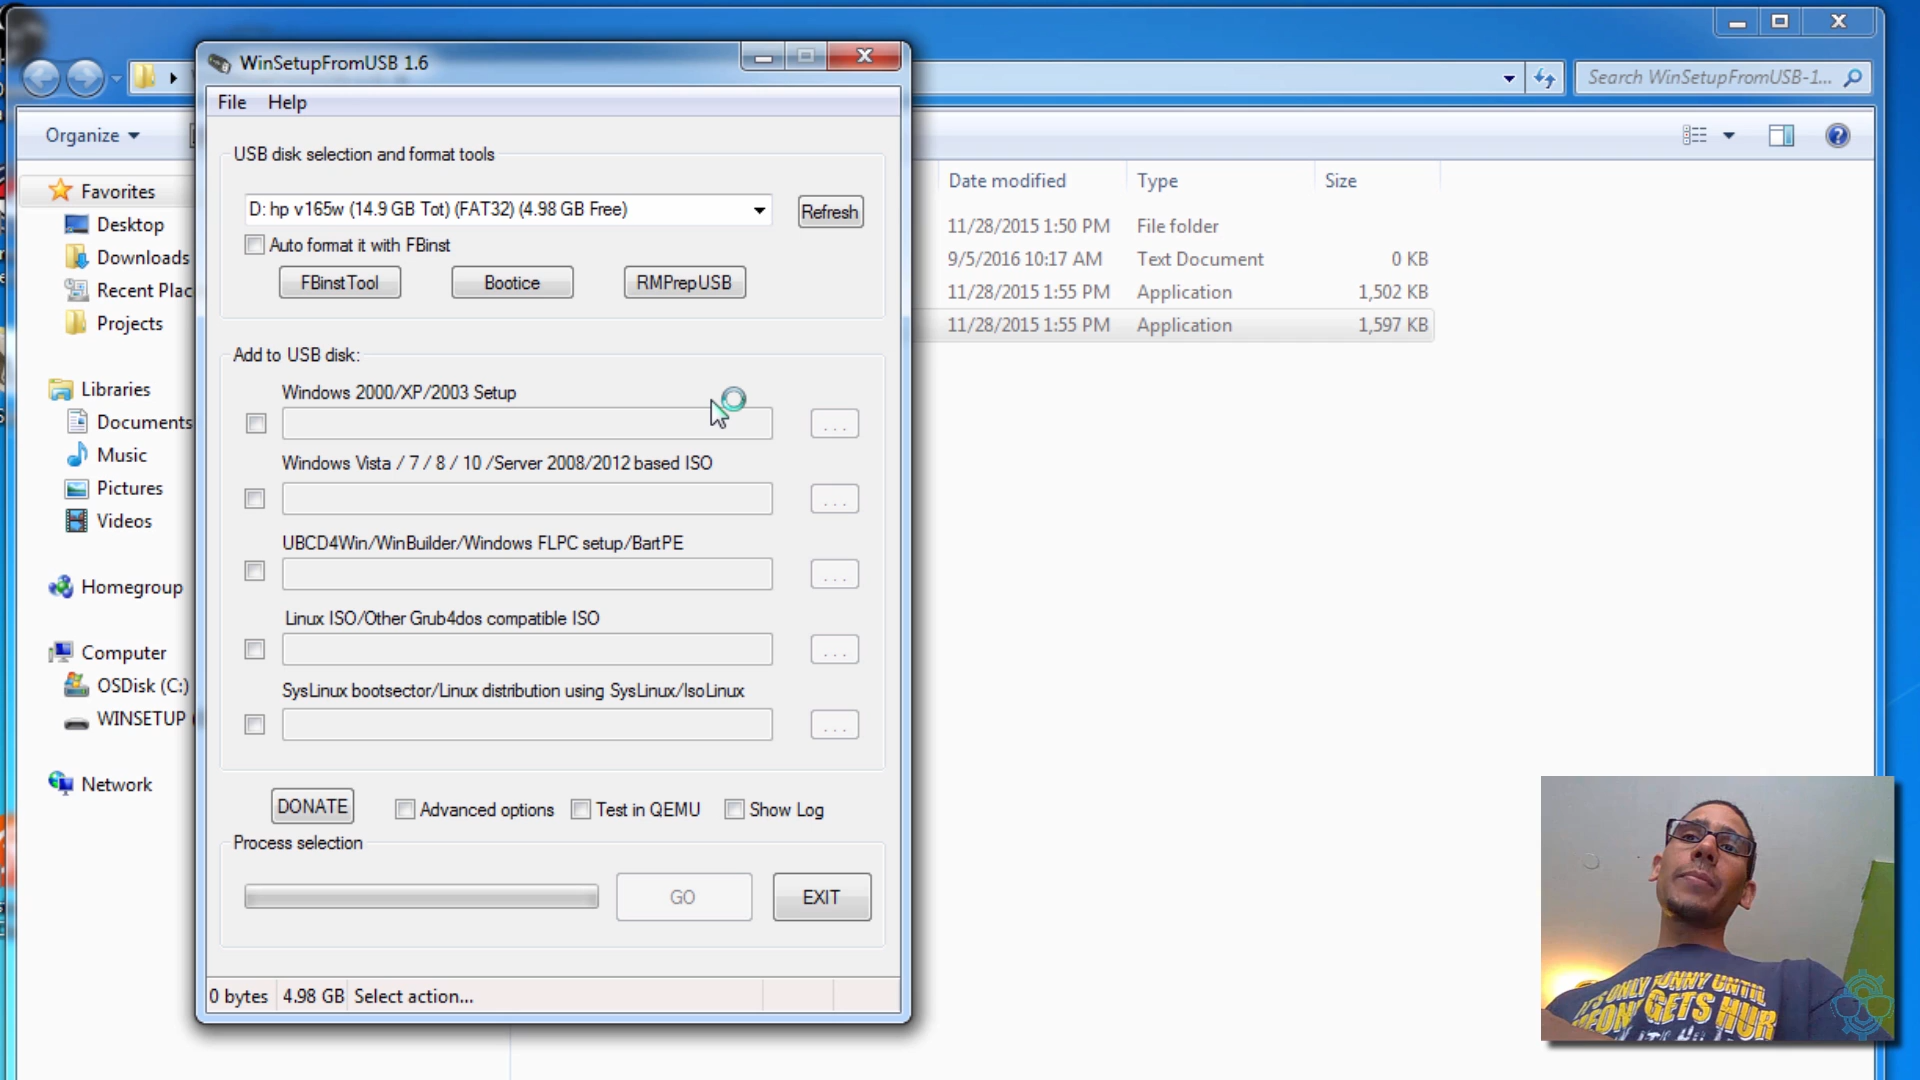 WinSetupFromUSB 1.6
Search WinSetupFromUSB-1...
File Help
Organize
USB disk selection and format tools
Date modified Type Size
Favorites
D: hp v165w (14.9 GB Tot) (FAT32) (4.98 GB Free) Refresh
Desktop
11/28/2015 1:50 PM File folder
Auto format it with FBinst
Downloads
9/5/2016 10:17 AM Text Document 0 KB
FBinstTool Bootice RMPrepUSB
Recent Plac
11/28/2015 1:55 PM Application 1,502 KB
Projects
11/28/2015 1:55 PM Application 1,597 KB
Add to USB disk:
Libraries
Windows 2000/XP/2003 Setup
Documents
...
Music
Windows Vista / 7 / 8 / 10 /Server 2008/2012 based ISO
Pictures
...
Videos
UBCD4Win/WinBuilder/Windows FLPC setup/BartPE
...
Homegroup
Linux ISO/Other Grub4dos compatible ISO
...
Computer
OSDisk (C:)
SysLinux bootsector/Linux distribution using SysLinux/IsoLinux
WINSETUP
...
Network
DONATE Advanced options Test in QEMU Show Log
Process selection
GO EXIT
0 bytes 4.98 GB Select action...
IT'S ONLY FUNNY UNTIL
GETS HUR